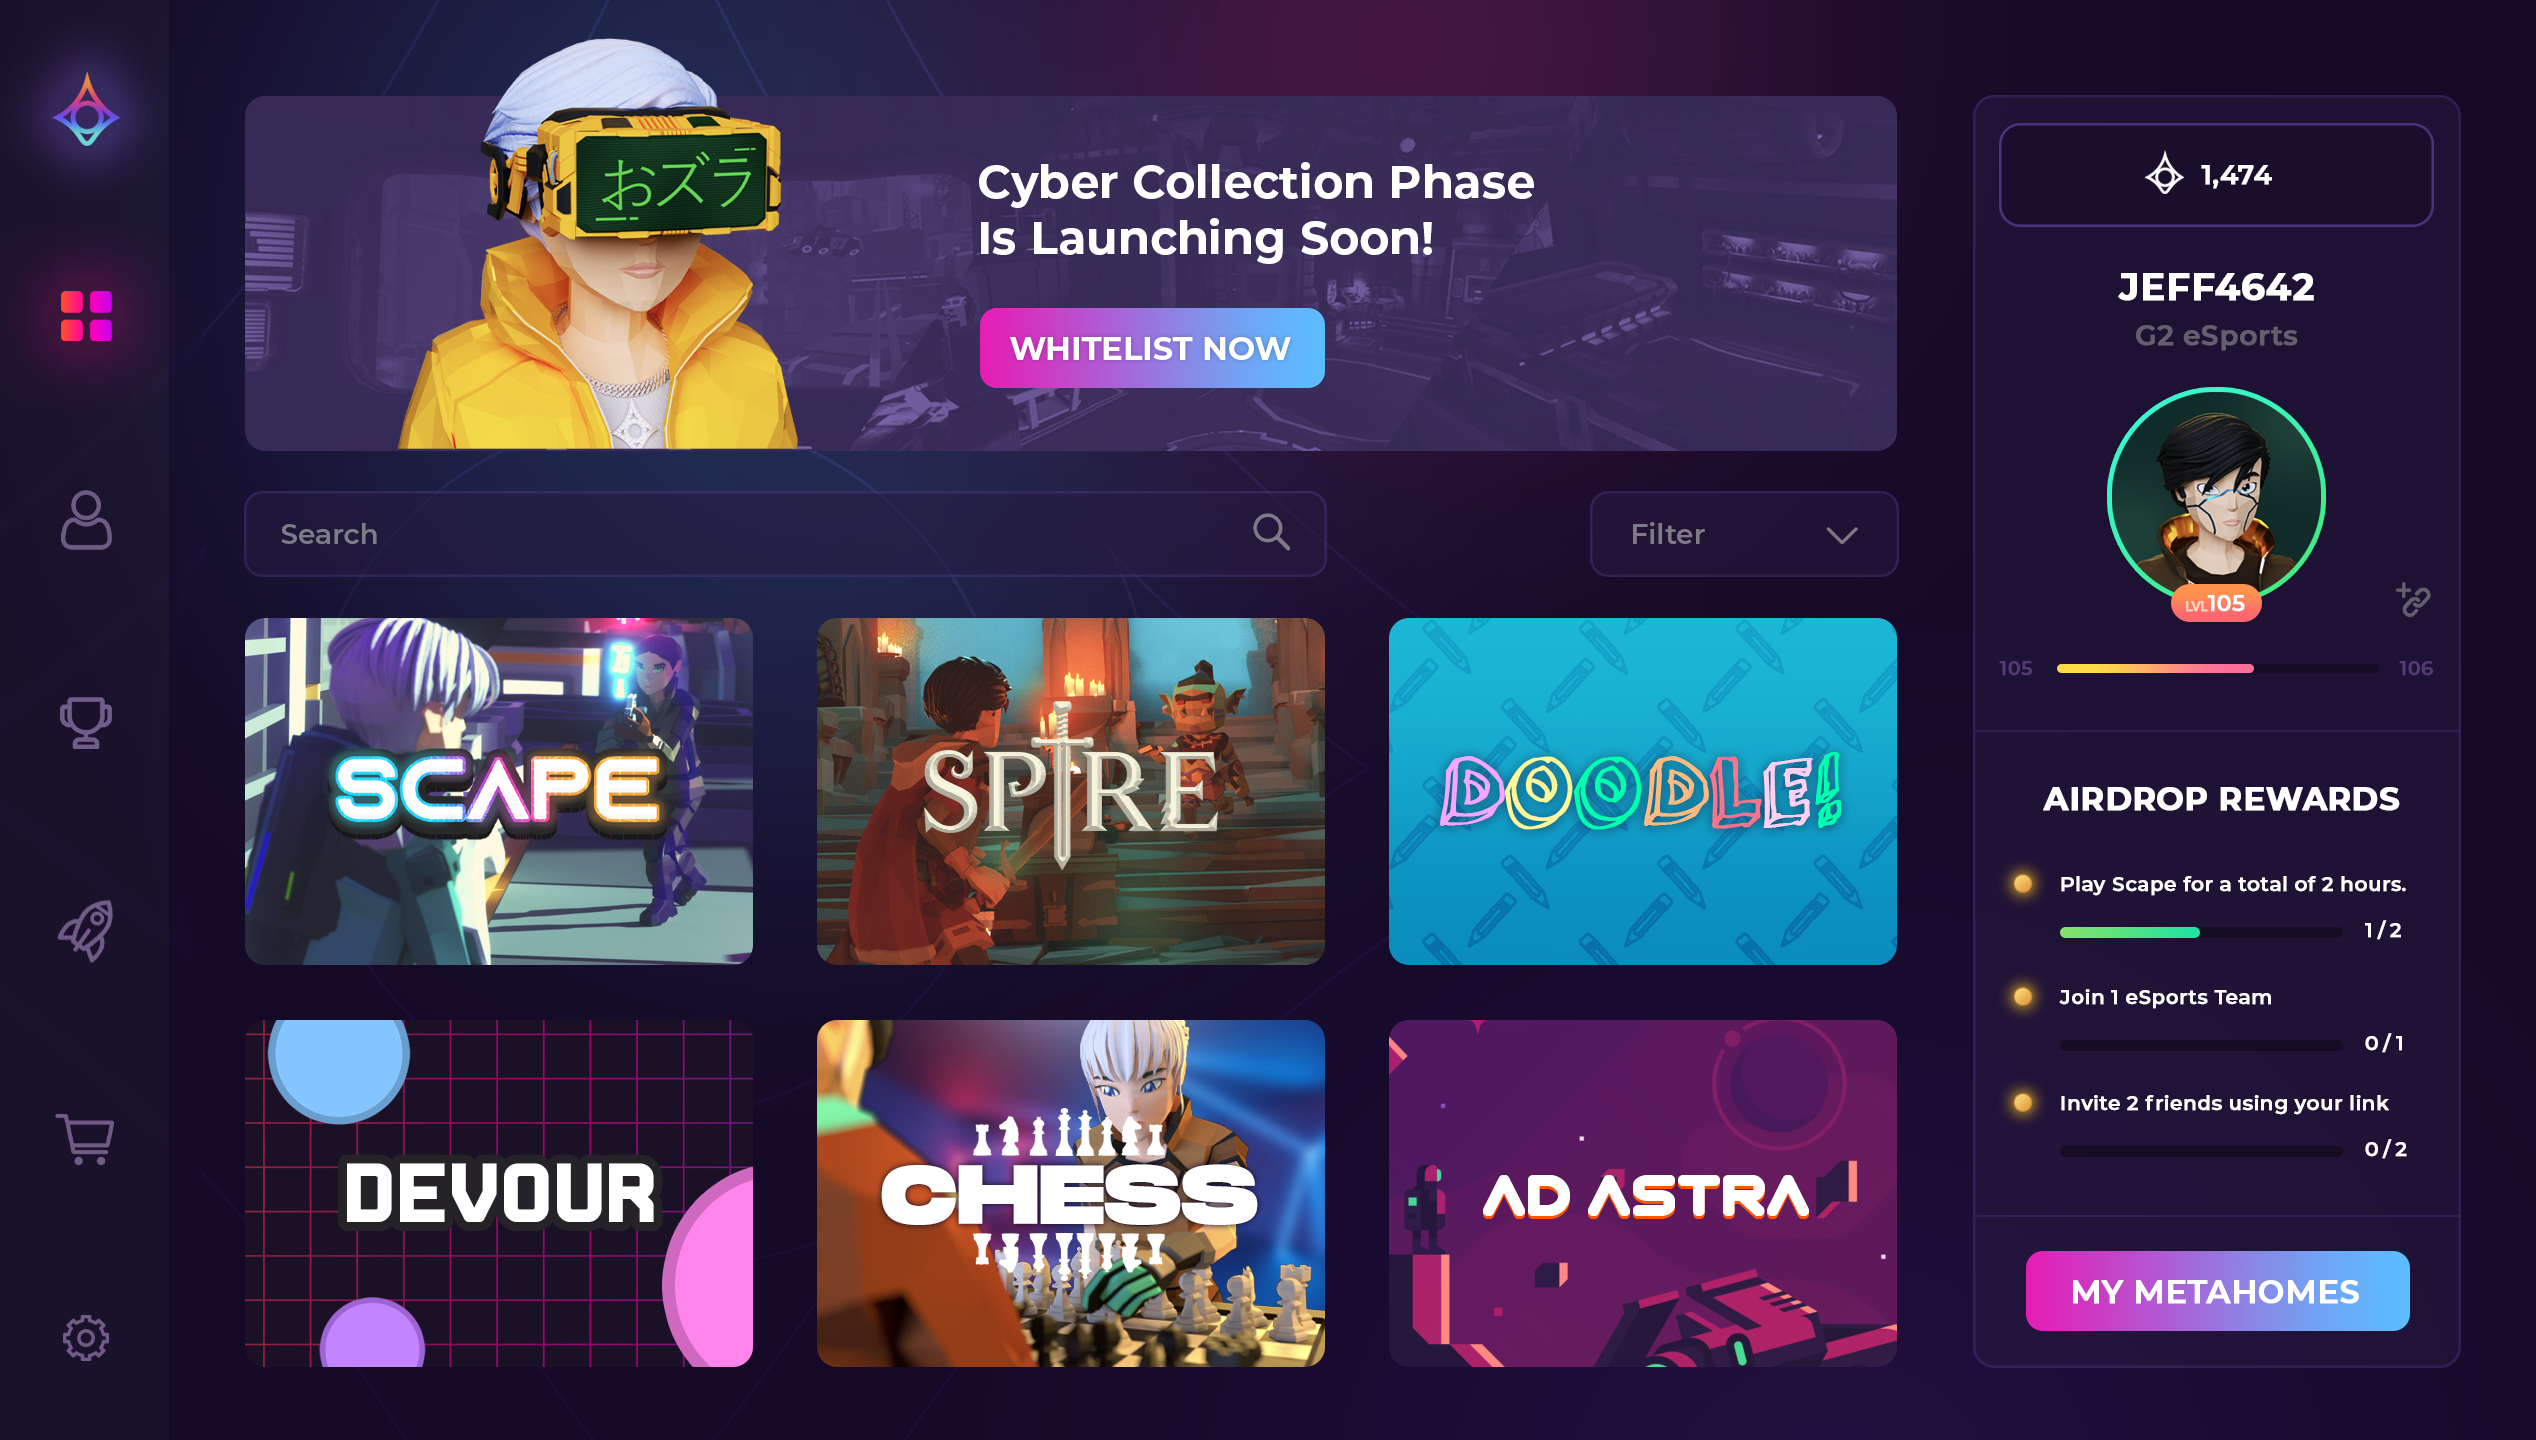 おズラ
Cyber Collection Phase
Is Launching Soon!
WHITELIST NOW
Search
Filter
SCAPE
SPIRE
DOODLE!
DEVOUR
CHESS
AD ASTRA
1,474
JEFF4642
G2 eSports
LVL105
105 106
AIRDROP REWARDS
Play Scape for a total of 2 hours.
1/2
Join 1 eSports Team
0/1
Invite 2 friends using your link
0/2
MY METAHOMES